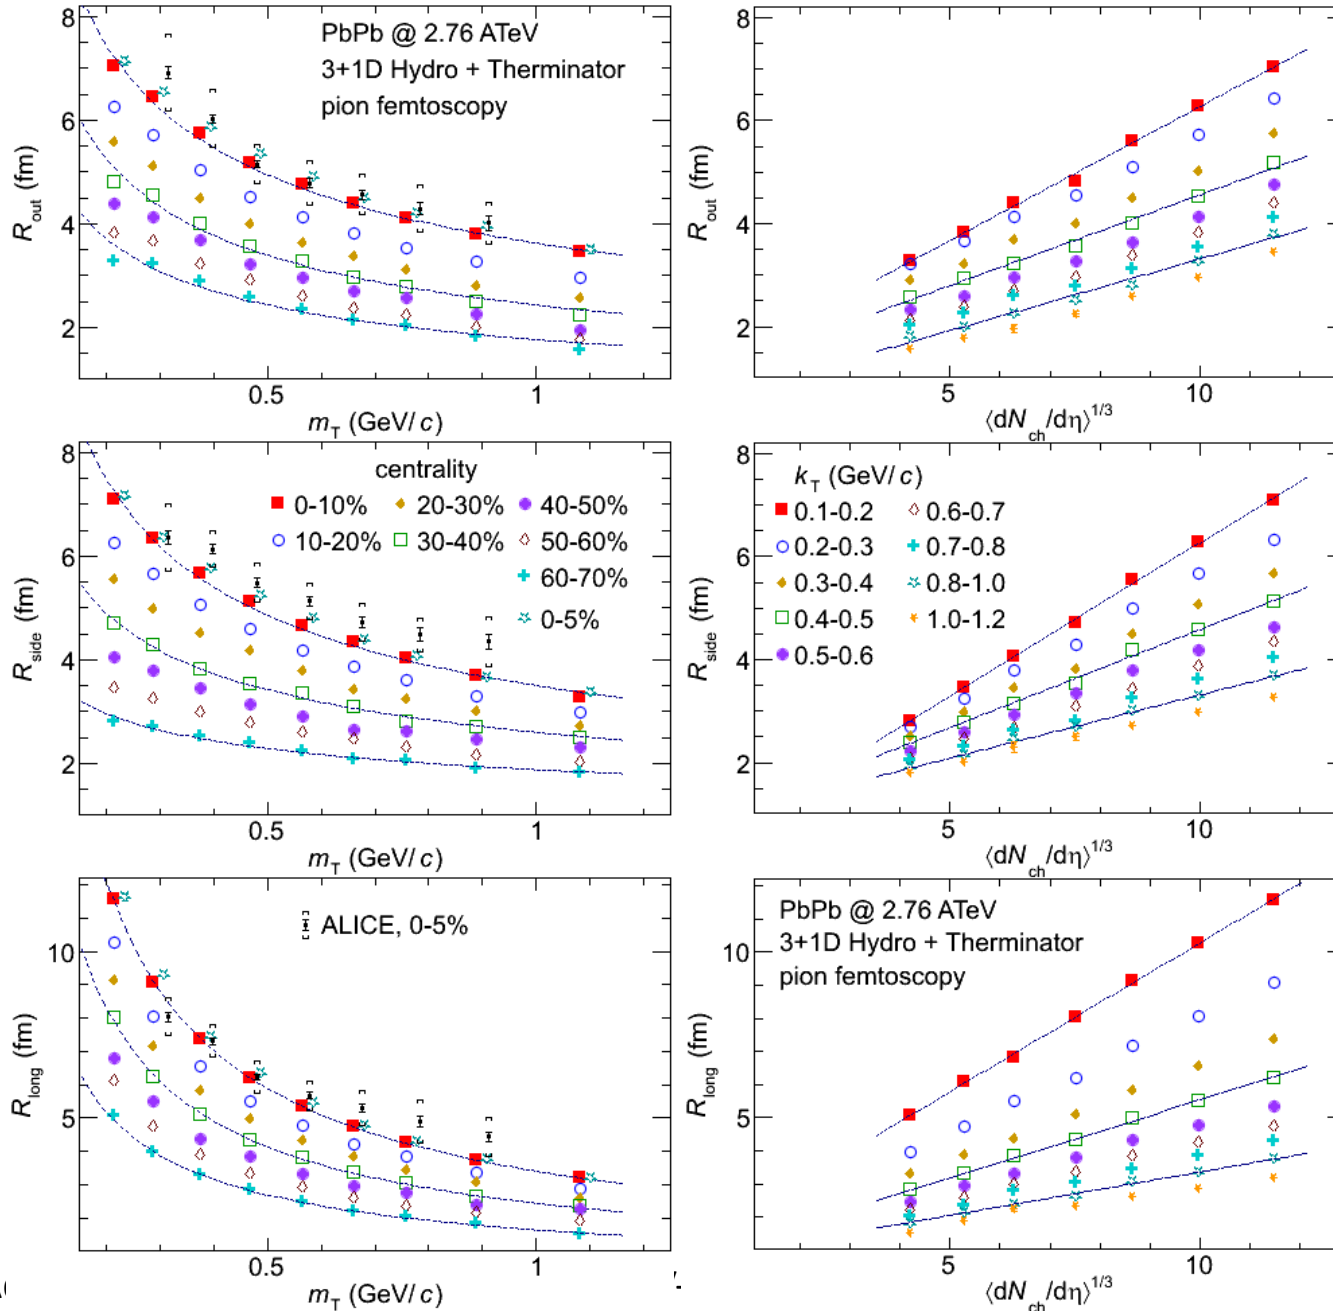 8
6
4
2
R_out (fm)
PbPb @ 2.76 ATeV
3+1D Hydro + Therminator
pion femtoscopy
0.5
1
m_T (GeV/c)
8
6
4
2
R_out (fm)
5
10
⟨dN_ch/dη⟩^1/3
8
6
4
2
R_side (fm)
centrality
0-10% 20-30% 40-50%
10-20% 30-40% 50-60%
60-70%
0-5%
0.5
1
m_T (GeV/c)
8
6
4
2
R_side (fm)
k_T (GeV/c)
0.1-0.2 0.6-0.7
0.2-0.3 0.7-0.8
0.3-0.4 0.8-1.0
0.4-0.5 1.0-1.2
0.5-0.6
5
10
⟨dN_ch/dη⟩^1/3
10
5
R_long (fm)
ALICE, 0-5%
0.5
1
m_T (GeV/c)
10
5
R_long (fm)
PbPb @ 2.76 ATeV
3+1D Hydro + Therminator
pion femtoscopy
5
10
⟨dN_ch/dη⟩^1/3